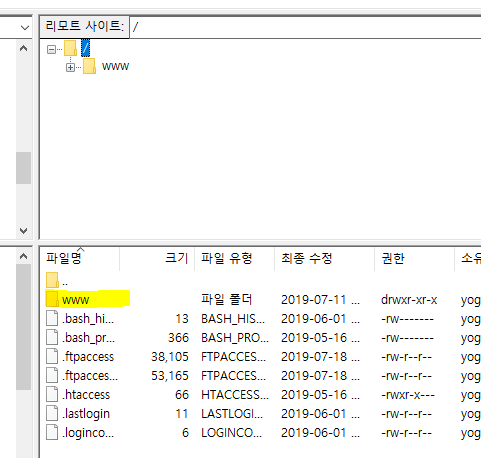 리모트 사이트: /
/
www
파일명 크기 파일 유형 최종 수정 권한 소유
..
www 파일 폴더 2019-07-11 ... drwxr-xr-x yog
.bash_hi... 13 BASH_HIS... 2019-06-01 ... -rw------- yog
.bash_pr... 366 BASH_PRO... 2019-05-16 ... -rw------- yog
.ftpaccess 38,105 FTPACCES... 2019-07-18 ... -rw-r--r-- yog
.ftpacces... 53,165 FTPACCES... 2019-07-18 ... -rw-r--r-- yog
.htaccess 66 HTACCESS... 2019-05-16 ... -rwxr-x--- yog
.lastlogin 11 LASTLOGI... 2019-06-01 ... -rw-r--r-- yog
.loginco... 6 LOGINCO... 2019-06-01 ... -rw-r--r-- yog